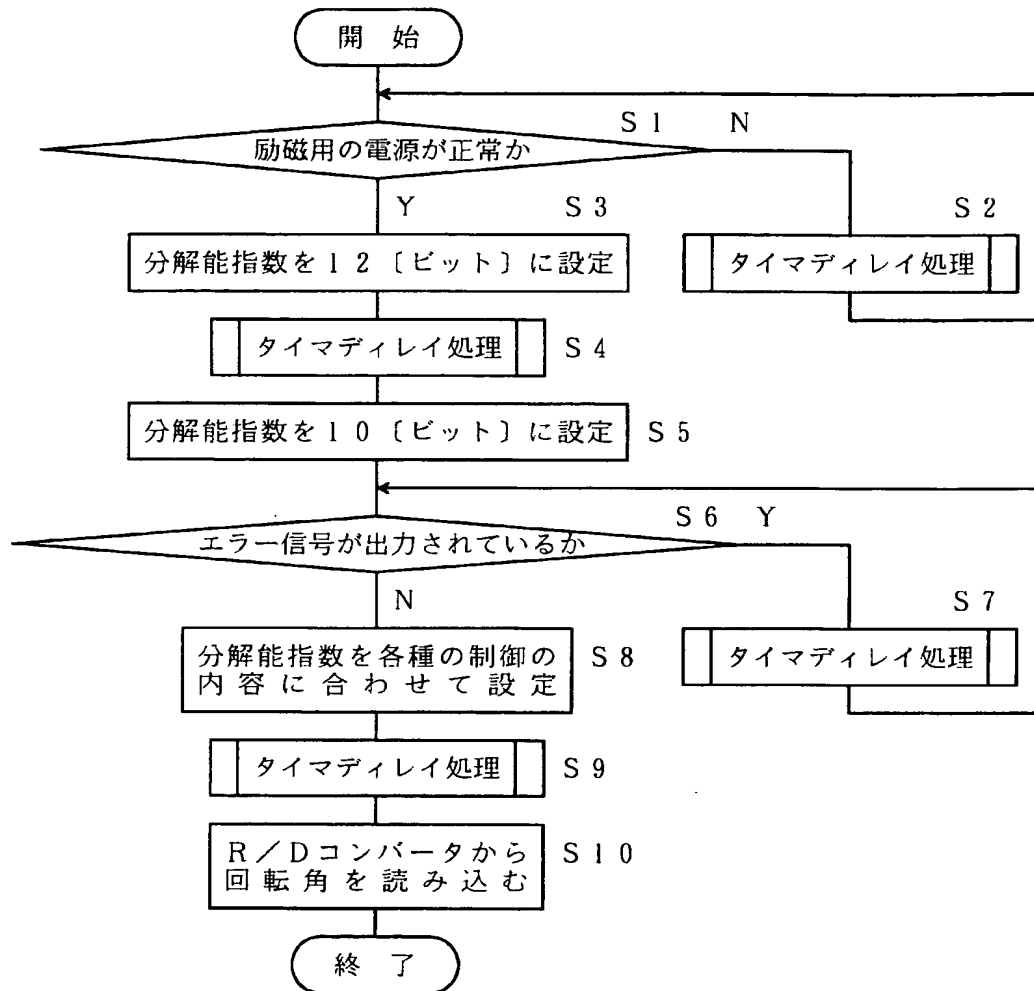 開 始
S1 N
励磁用の電源が正常か
Y S3 S2
分解能指数を12〔ビット〕に設定
タイマディレイ処理
タイマディレイ処理 S4
分解能指数を10〔ビット〕に設定 S5
S6 Y
エラー信号が出力されているか
N
S7
分解能指数を各種の制御の
内容に合わせて設定
S8
タイマディレイ処理
タイマディレイ処理 S9
R/Dコンバータから
回転角を読み込む
S10
終 了